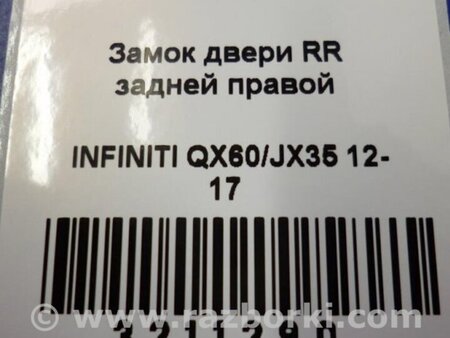 Замок двери RR
задней правой
INFINITI QX60/JX35 12-
17
© www.razborki.com